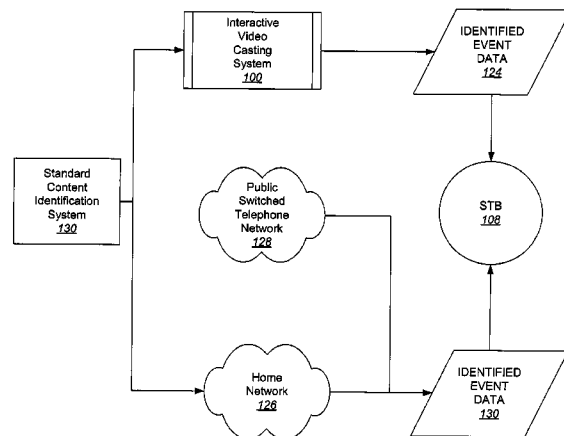 Interactive
Video
Casting
System
100
IDENTIFIED
EVENT
DATA
124
Standard
Content
Identification
System
130
Public
Switched
Telephone
Network
128
STB
108
Home
Network
126
IDENTIFIED
EVENT
DATA
130